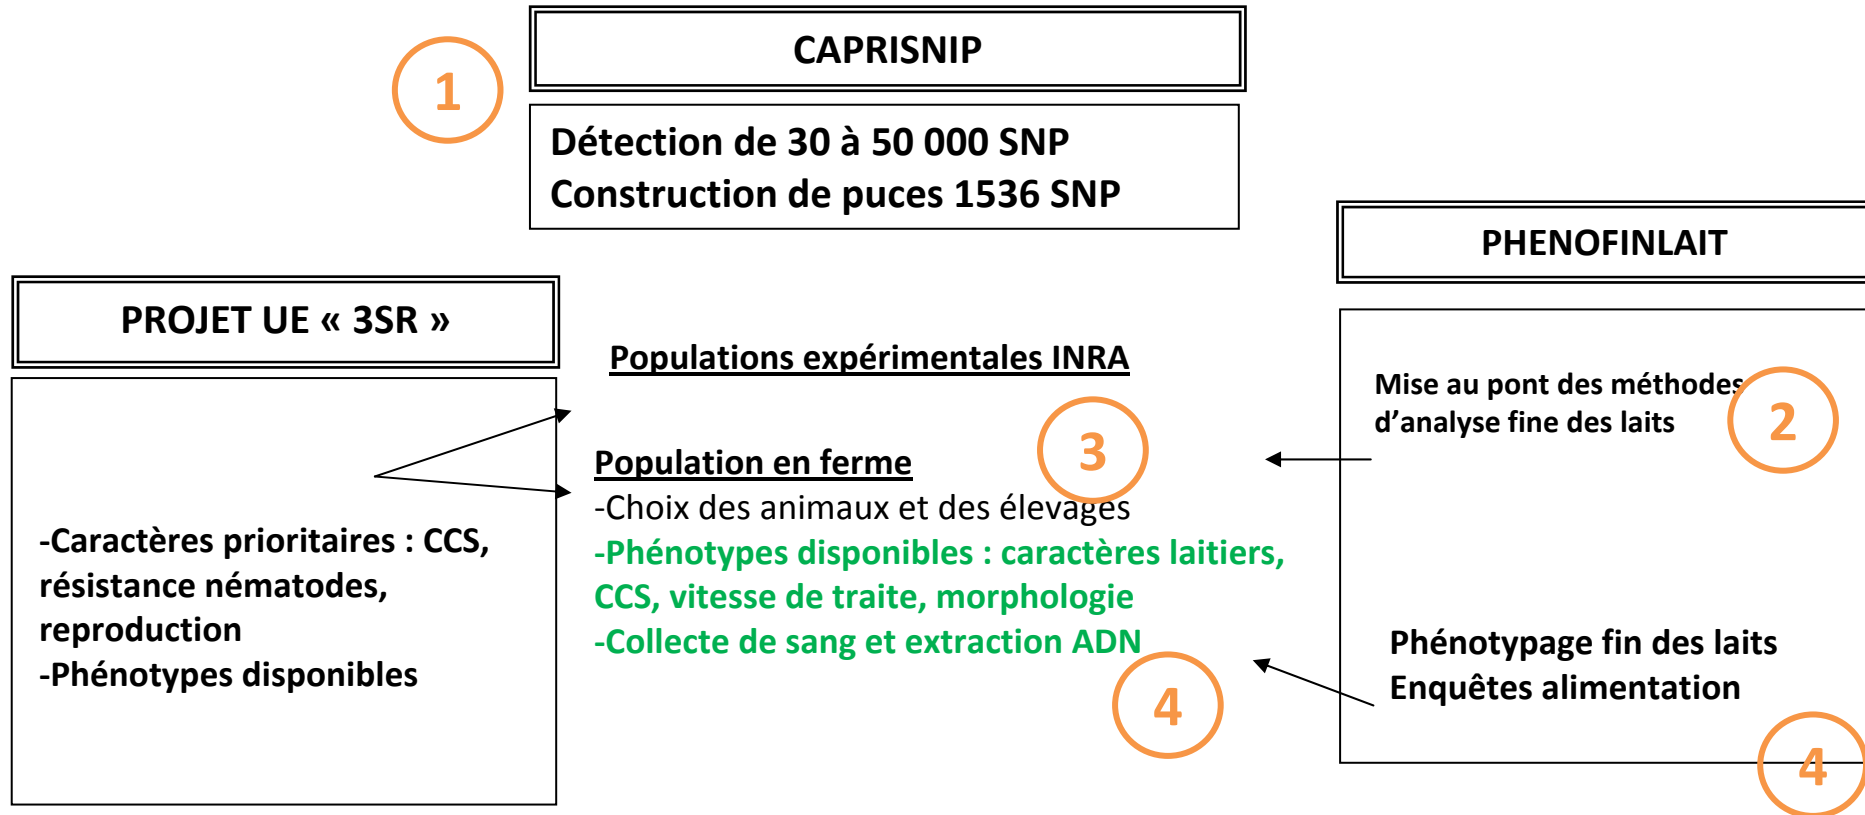 CAPRISNIP
1
Détection de 30 à 50 000 SNP
Construction de puces 1536 SNP
PHENOFINLAIT
PROJET UE « 3SR »
-Caractères prioritaires : CCS,
résistance nématodes,
reproduction
-Phénotypes disponibles
Populations expérimentales INRA
3
Population en ferme
-Choix des animaux et des élevages
-Phénotypes disponibles : caractères laitiers,
CCS, vitesse de traite, morphologie
-Collecte de sang et extraction ADN
4
Mise au pont des méthodes
d'analyse fine des laits
2
Phénotypage fin des laits
Enquêtes alimentation
4